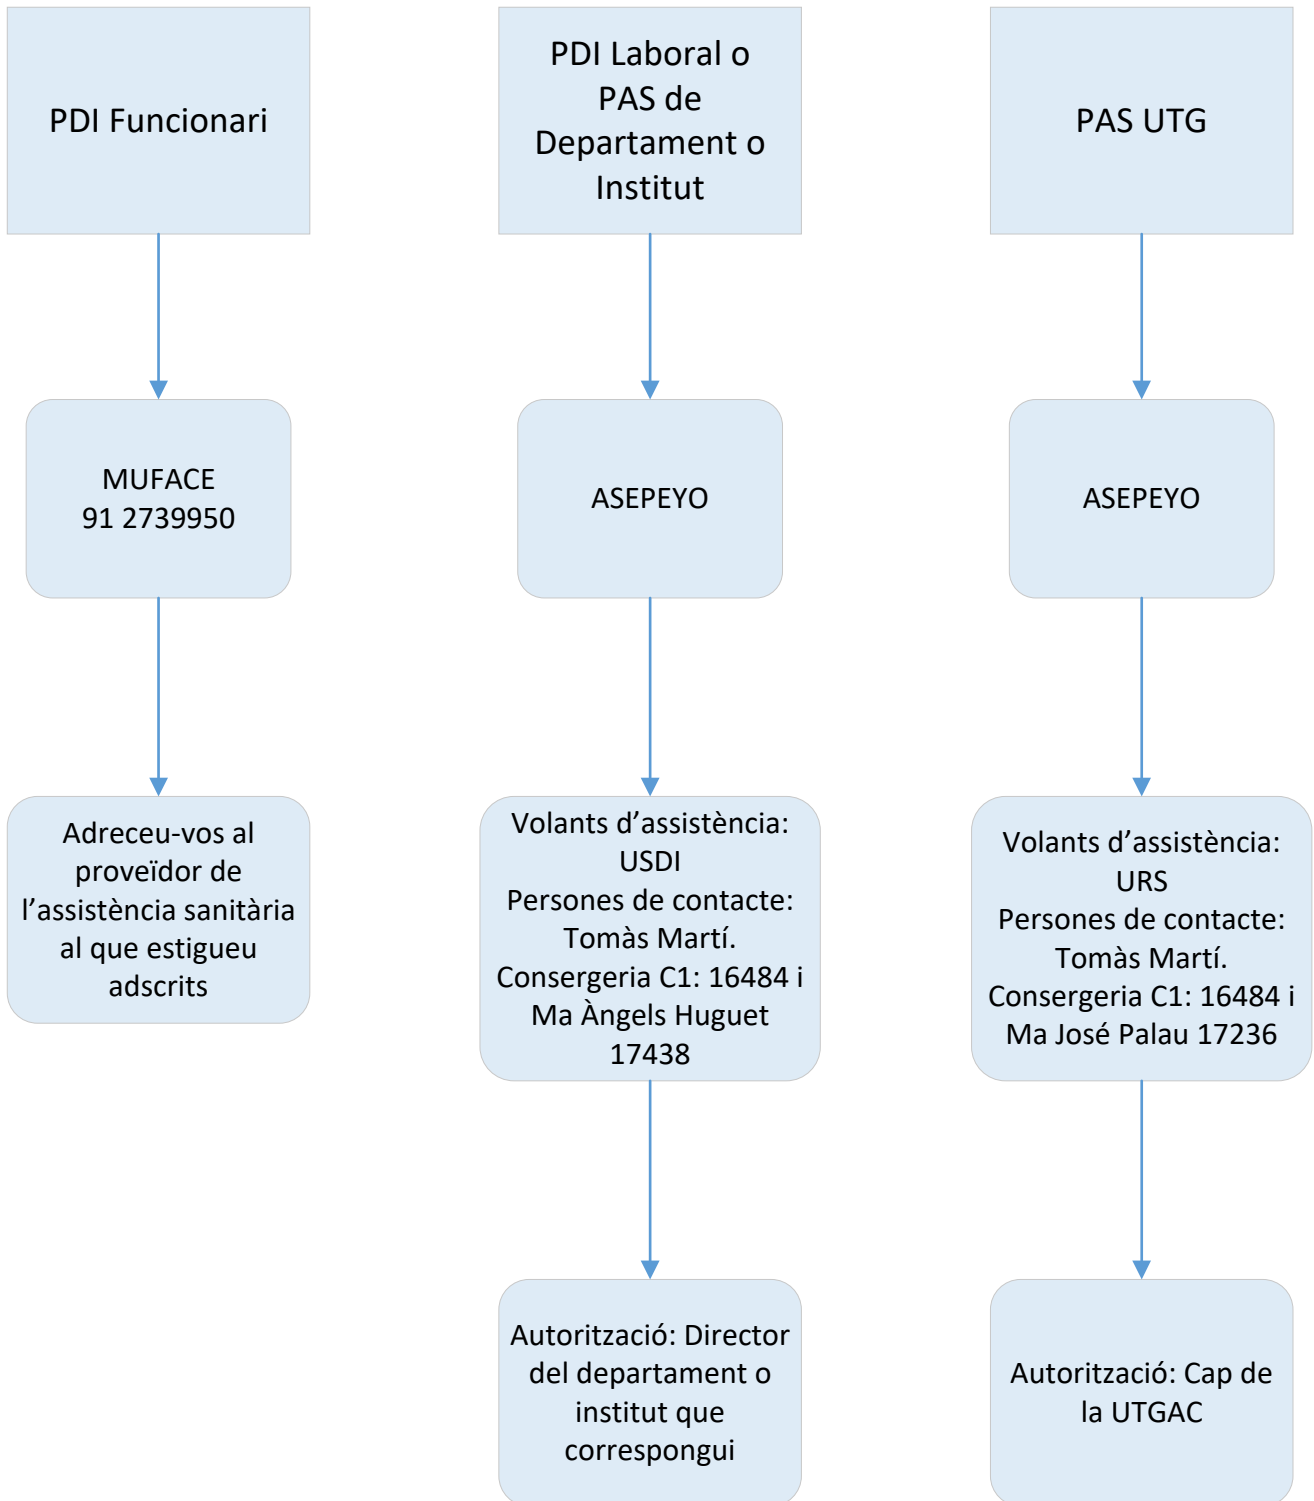 PDI Funcionari
PDI Laboral o
PAS de
Departament o
Institut
PAS UTG
MUFACE
91 2739950
ASEPEYO
ASEPEYO
Adreceu-vos al
proveïdor de
l’assistència sanitària
al que estigueu
adscrits
Volants d’assistència:
USDI
Persones de contacte:
Tomàs Martí.
Consergeria C1: 16484 i
Ma Àngels Huguet
17438
Volants d’assistència:
URS
Persones de contacte:
Tomàs Martí.
Consergeria C1: 16484 i
Ma José Palau 17236
Autorització: Director
del departament o
institut que
correspongui
Autorització: Cap de
la UTGAC